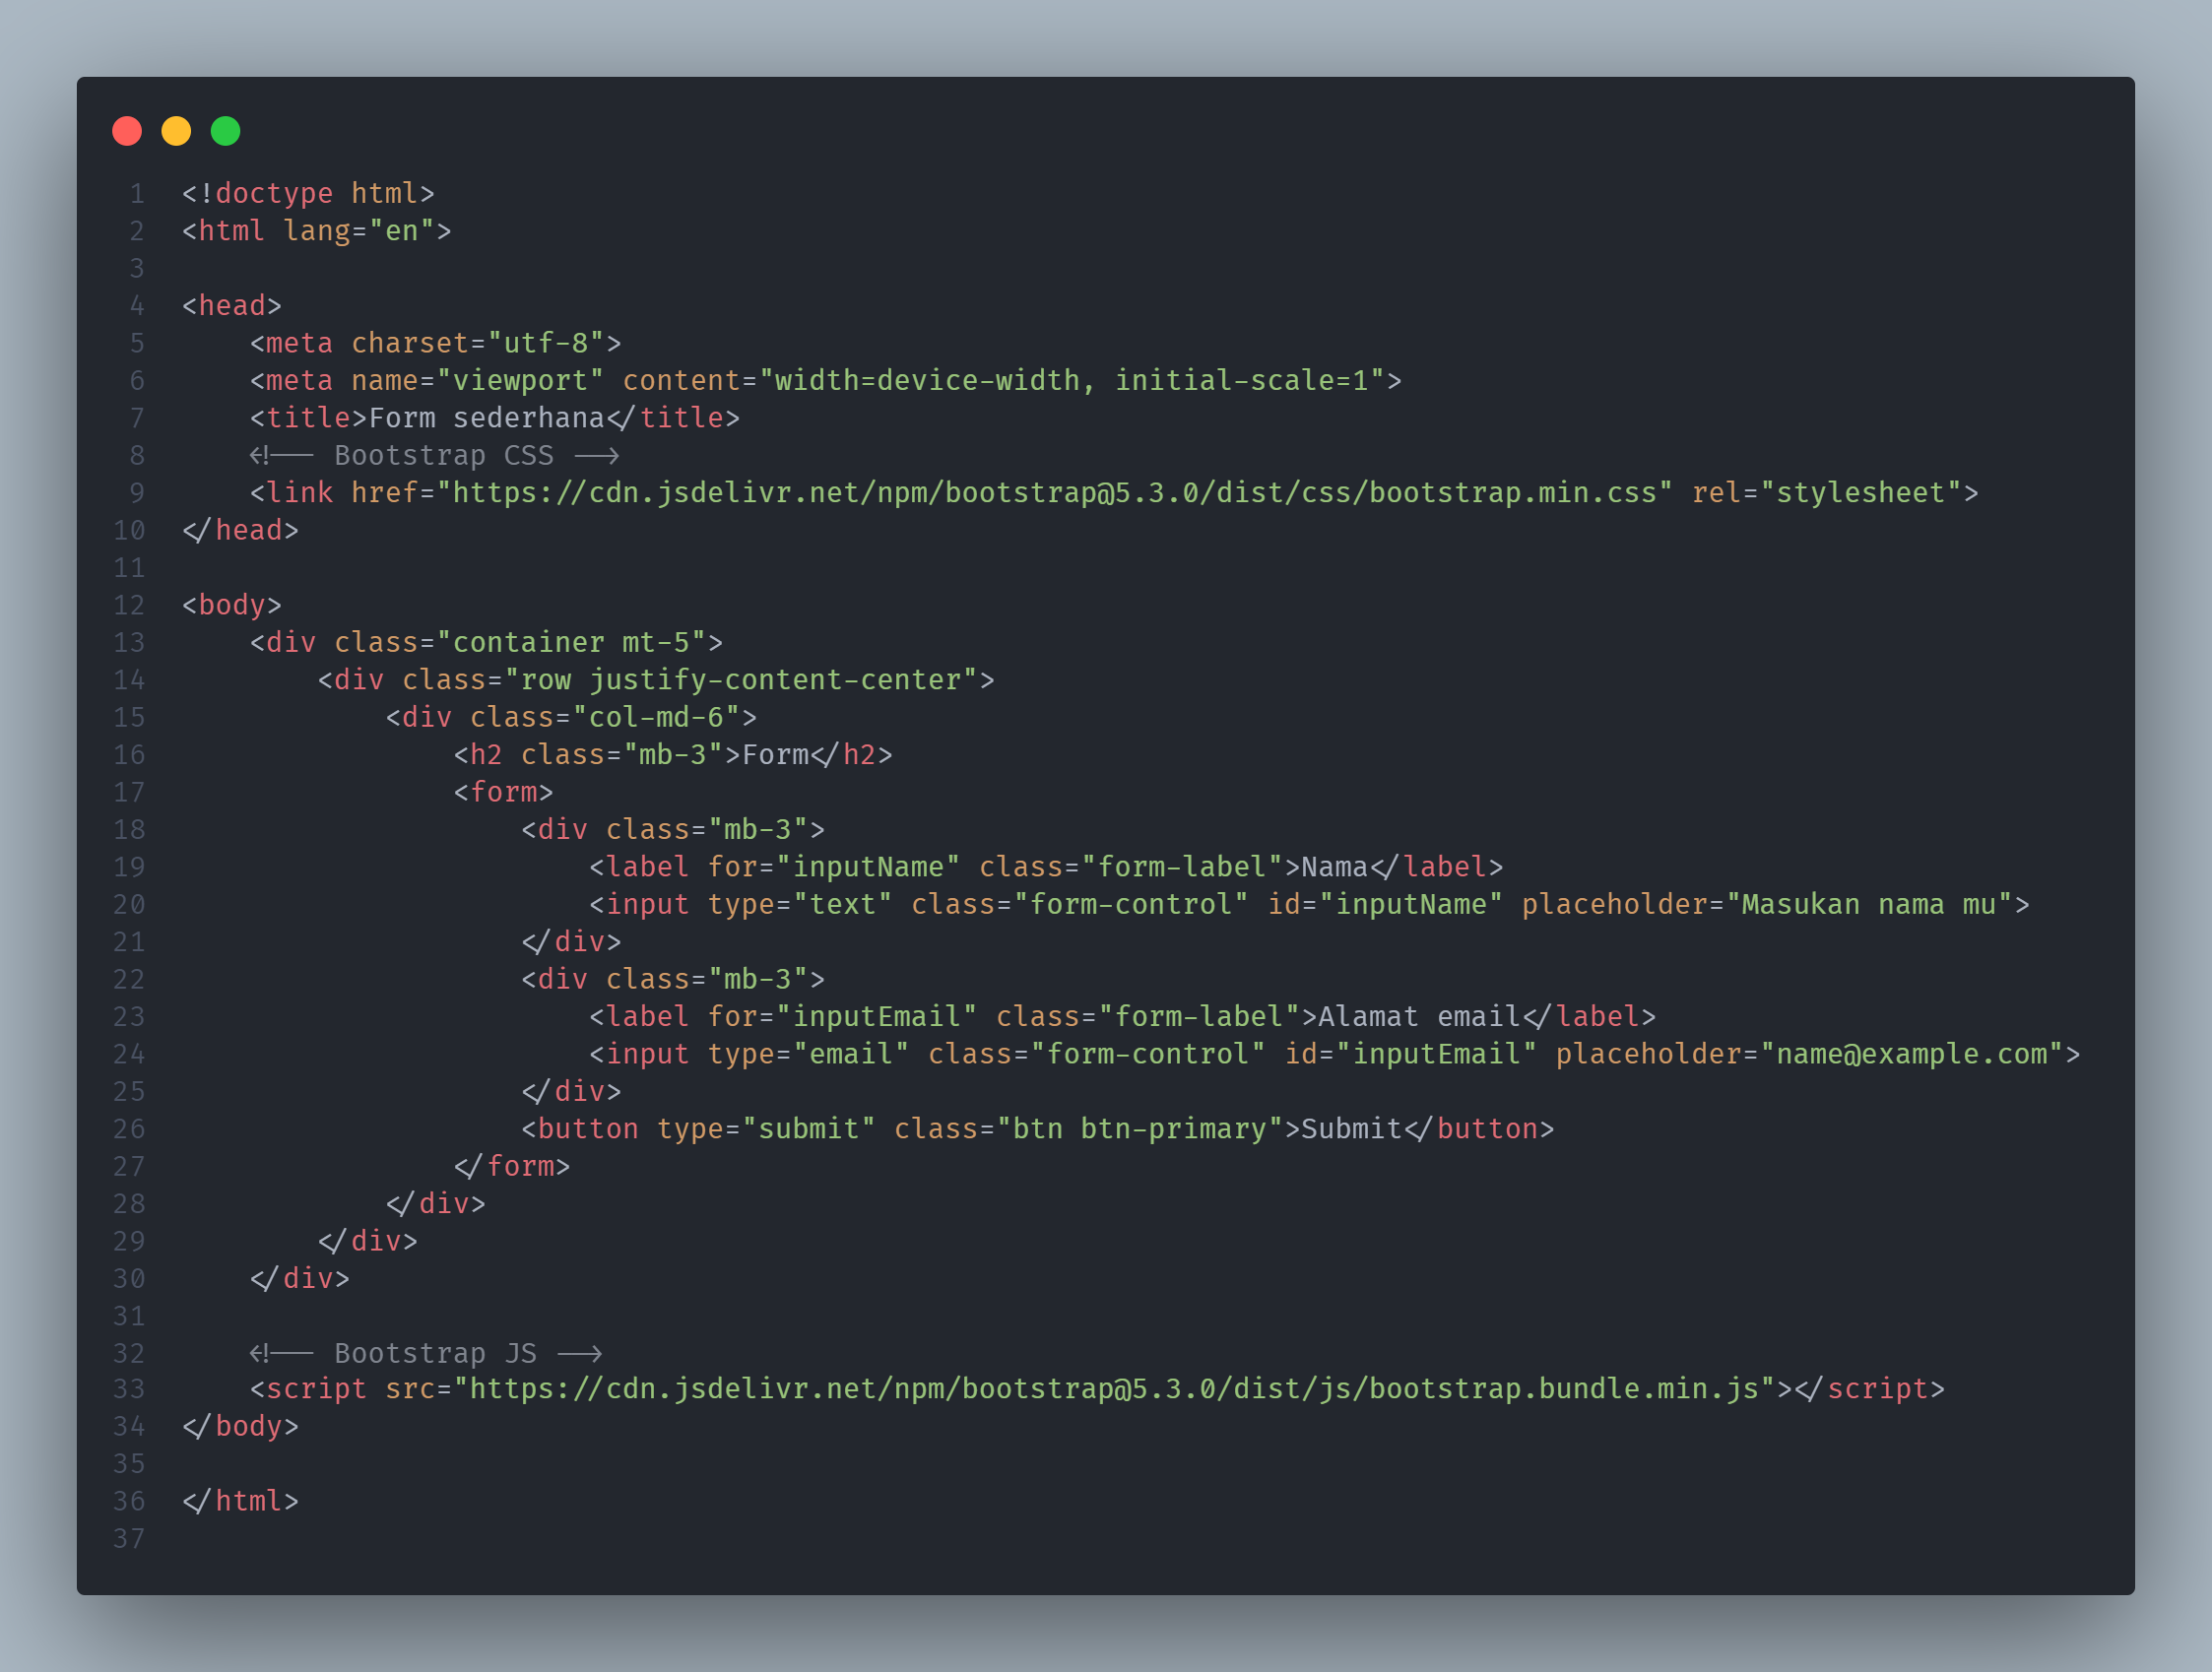 1 <!doctype html>
2 <html lang="en">
3
4 <head>
5     <meta charset="utf-8">
6     <meta name="viewport" content="width=device-width, initial-scale=1">
7     <title>Form sederhana</title>
8     <!-- Bootstrap CSS -->
9     <link href="https://cdn.jsdelivr.net/npm/bootstrap@5.3.0/dist/css/bootstrap.min.css" rel="stylesheet">
10 </head>
11
12 <body>
13     <div class="container mt-5">
14         <div class="row justify-content-center">
15             <div class="col-md-6">
16                 <h2 class="mb-3">Form</h2>
17                 <form>
18                     <div class="mb-3">
19                         <label for="inputName" class="form-label">Nama</label>
20                         <input type="text" class="form-control" id="inputName" placeholder="Masukan nama mu">
21                     </div>
22                     <div class="mb-3">
23                         <label for="inputEmail" class="form-label">Alamat email</label>
24                         <input type="email" class="form-control" id="inputEmail" placeholder="name@example.com">
25                     </div>
26                     <button type="submit" class="btn btn-primary">Submit</button>
27                 </form>
28             </div>
29         </div>
30     </div>
31
32     <!-- Bootstrap JS -->
33     <script src="https://cdn.jsdelivr.net/npm/bootstrap@5.3.0/dist/js/bootstrap.bundle.min.js"></script>
34 </body>
35
36 </html>
37